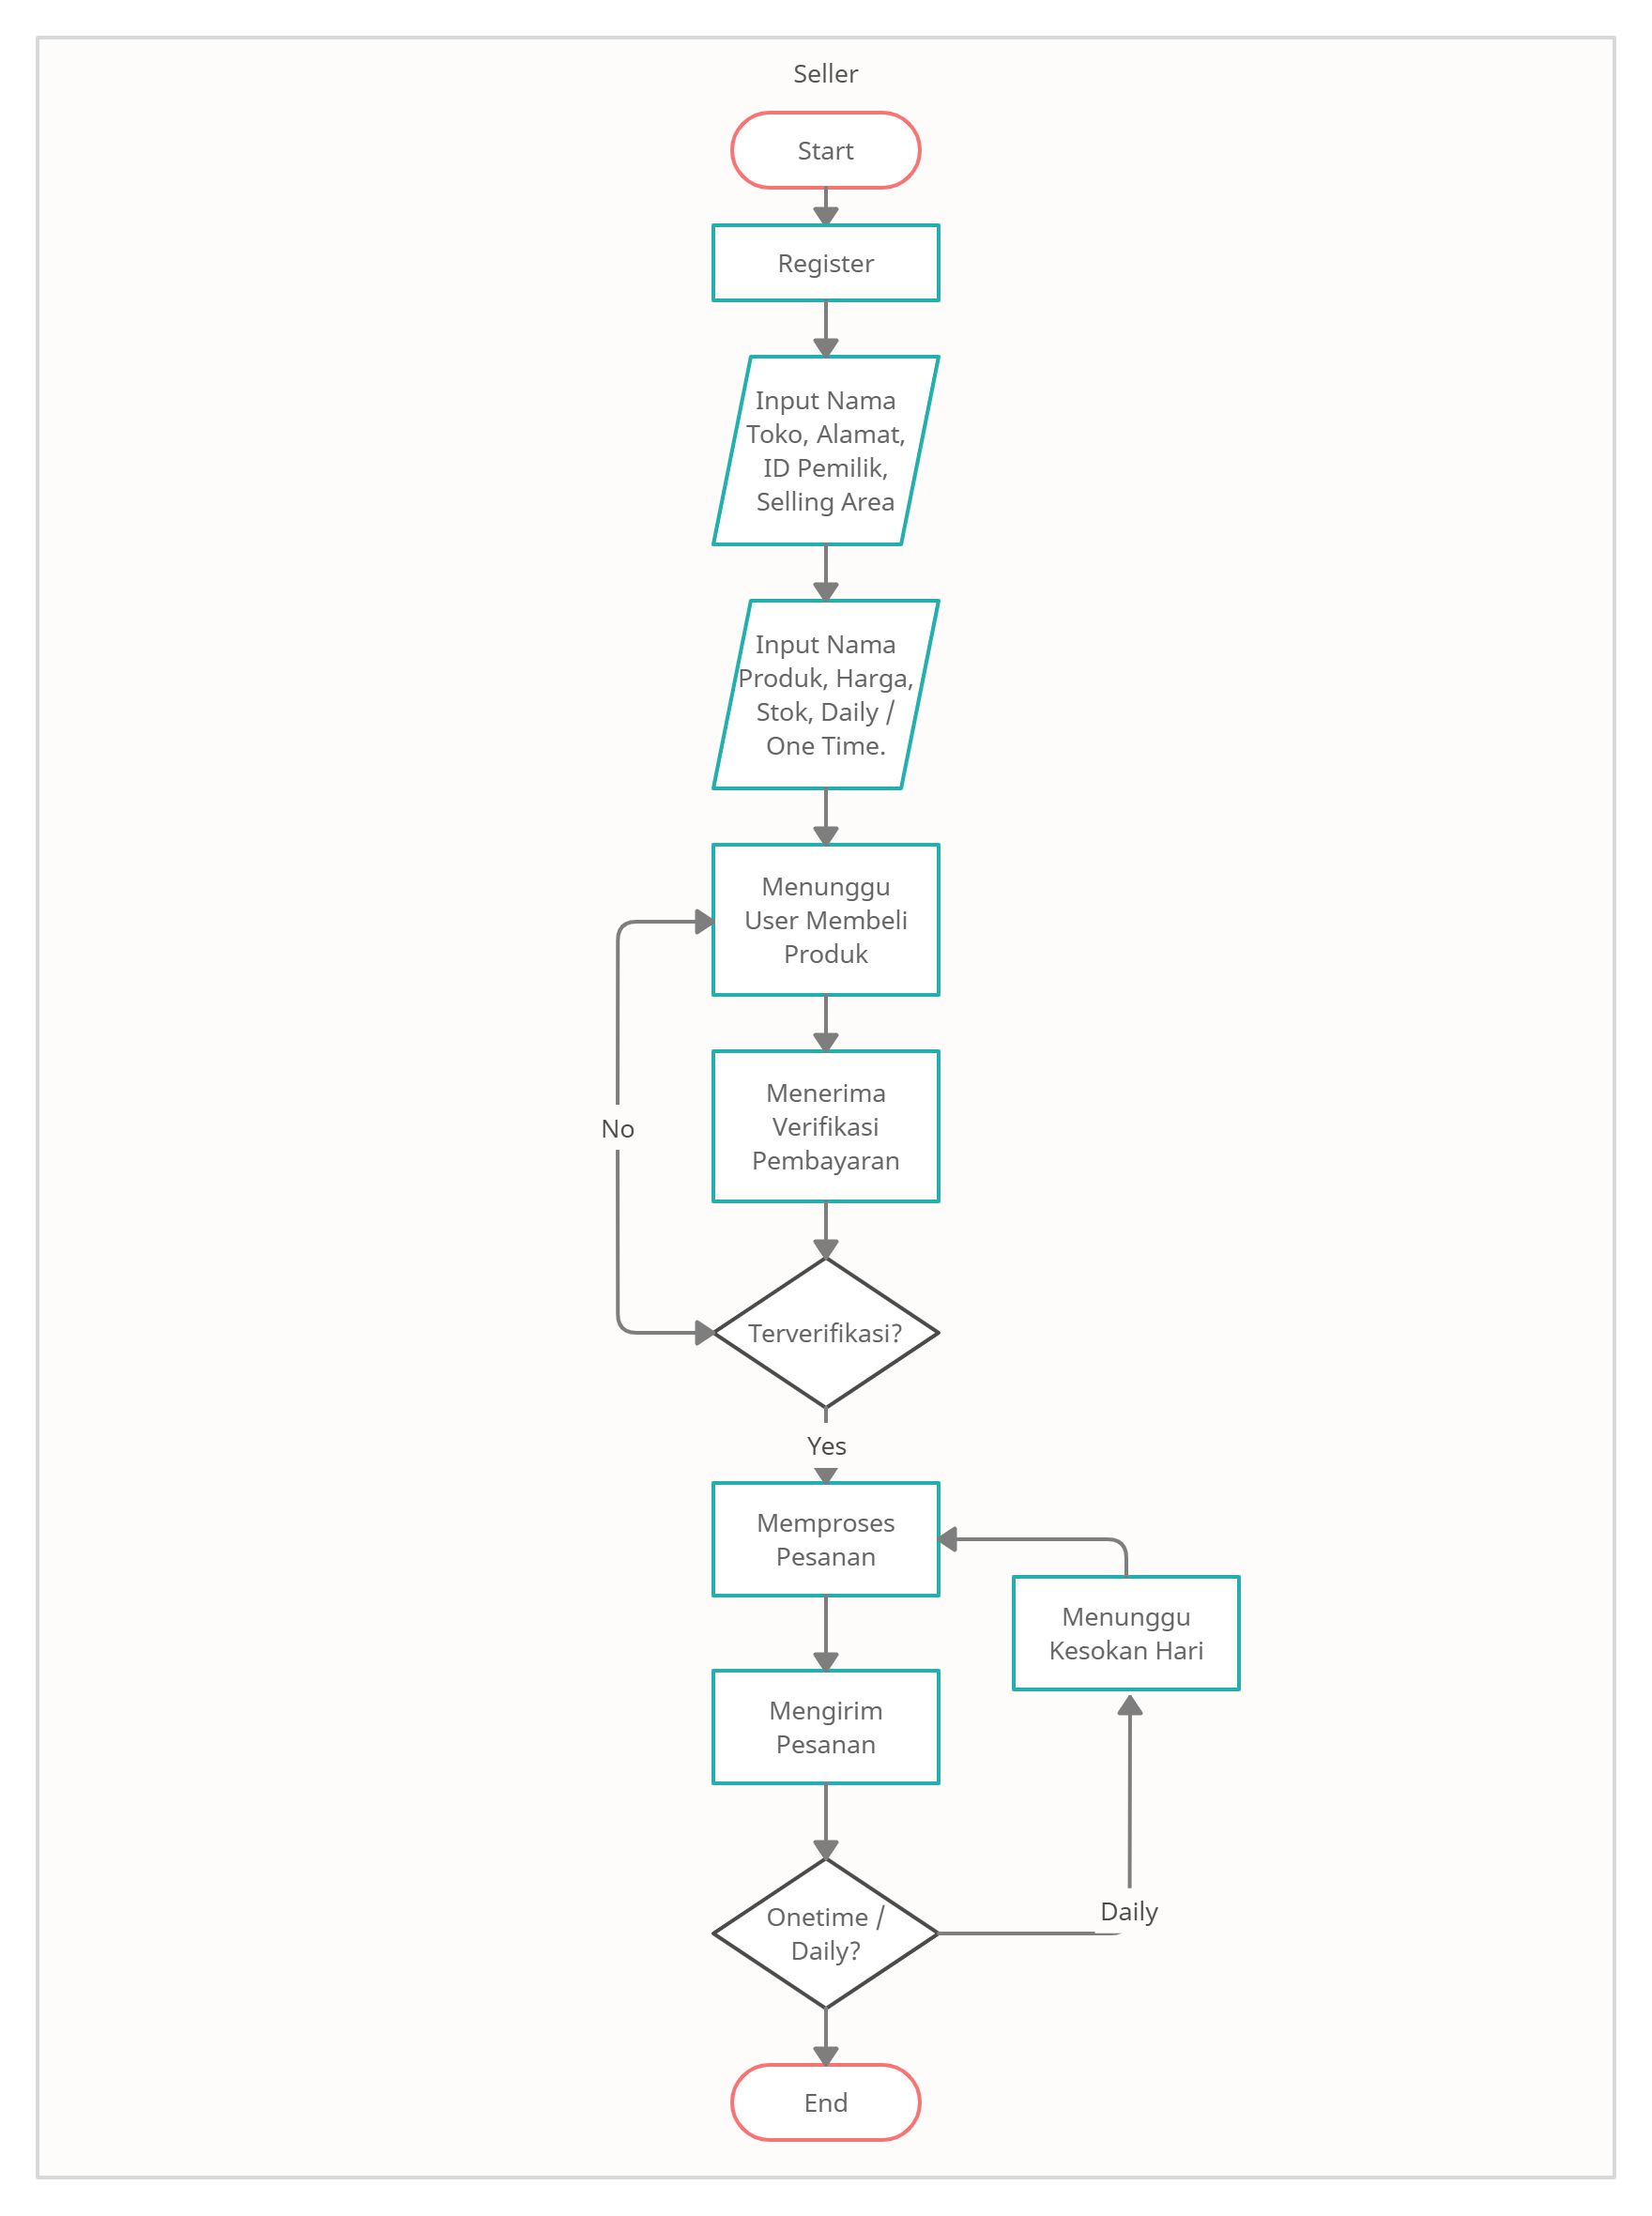 Seller
Start
Register
Input Nama
Toko, Alamat,
ID Pemilik,
Selling Area
Input Nama
Produk, Harga,
Stok, Daily /
One Time.
Menunggu
User Membeli
Produk
Menerima
Verifikasi
Pembayaran
No
Terverifikasi?
Yes
Memproses
Pesanan
Menunggu
Kesokan Hari
Mengirim
Pesanan
Onetime /
Daily?
Daily
End